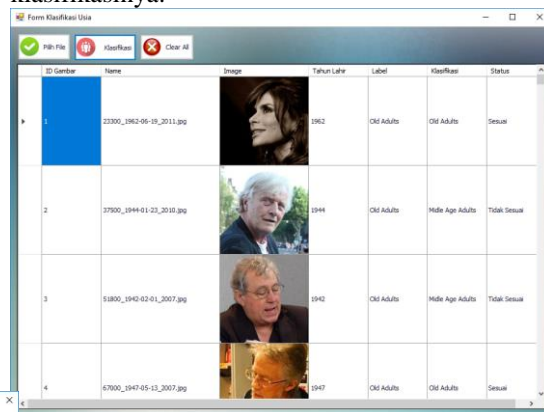 klasifikasinya.
Form Klasifikasi Usia
Pilih File Klasifikasi Clear All
ID Gambar Name Image Tahun Lahir Label Klasifikasi Status
1 23300_1962-06-19_2011.jpg 1962 Old Adults Old Adults Sesuai
2 37500_1944-01-23_2010.jpg 1944 Old Adults Midle Age Adults Tidak Sesuai
3 51800_1942-02-01_2007.jpg 1942 Old Adults Midle Age Adults Tidak Sesuai
4 67000_1947-05-13_2007.jpg 1947 Old Adults Old Adults Sesuai